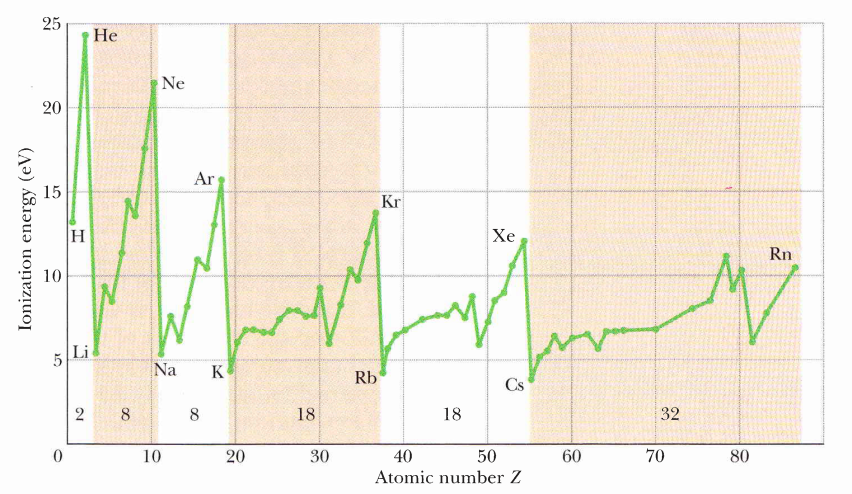 25
He
Ne
20
Ar
15
Kr
H
Xe
Rn
10
Ionization energy (eV)
Li
5
Na
K
Rb
Cs
2 8 8 18 18 32
0 10 20 30 40 50 60 70 80
Atomic number Z